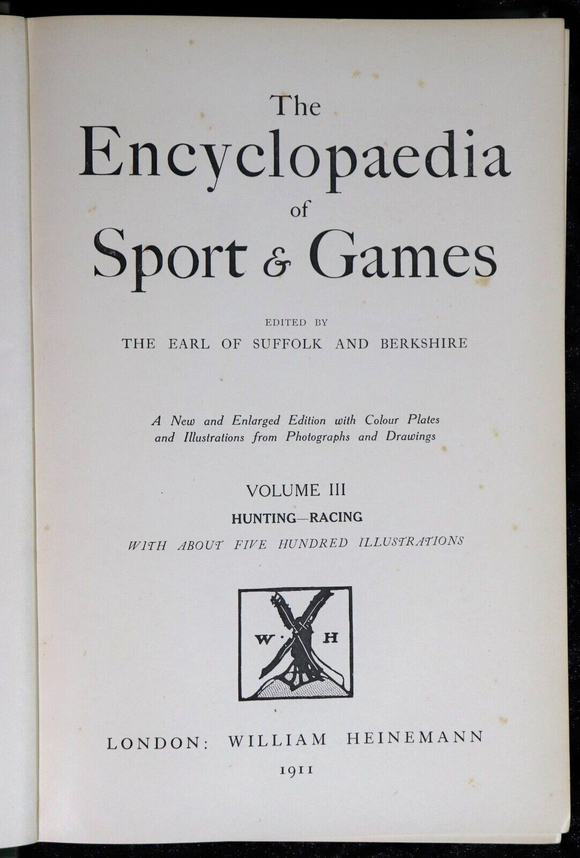 The
Encyclopaedia
of
Sport & Games
EDITED BY
THE EARL OF SUFFOLK AND BERKSHIRE
A New and Enlarged Edition with Colour Plates
and Illustrations from Photographs and Drawings
VOLUME III
HUNTING—RACING
WITH ABOUT FIVE HUNDRED ILLUSTRATIONS
W · H
LONDON: WILLIAM HEINEMANN
1911